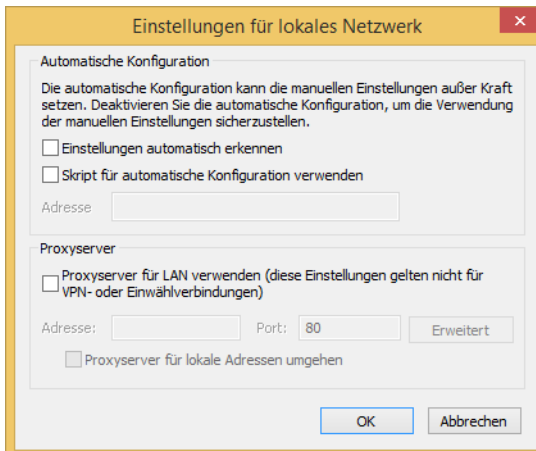 Einstellungen für lokales Netzwerk
Automatische Konfiguration
Die automatische Konfiguration kann die manuellen Einstellungen außer Kraft
setzen. Deaktivieren Sie die automatische Konfiguration, um die Verwendung
der manuellen Einstellungen sicherzustellen.
Einstellungen automatisch erkennen
Skript für automatische Konfiguration verwenden
Adresse
Proxyserver
Proxyserver für LAN verwenden (diese Einstellungen gelten nicht für
VPN- oder Einwählverbindungen)
Adresse: Port: 80 Erweitert
Proxyserver für lokale Adressen umgehen
OK Abbrechen